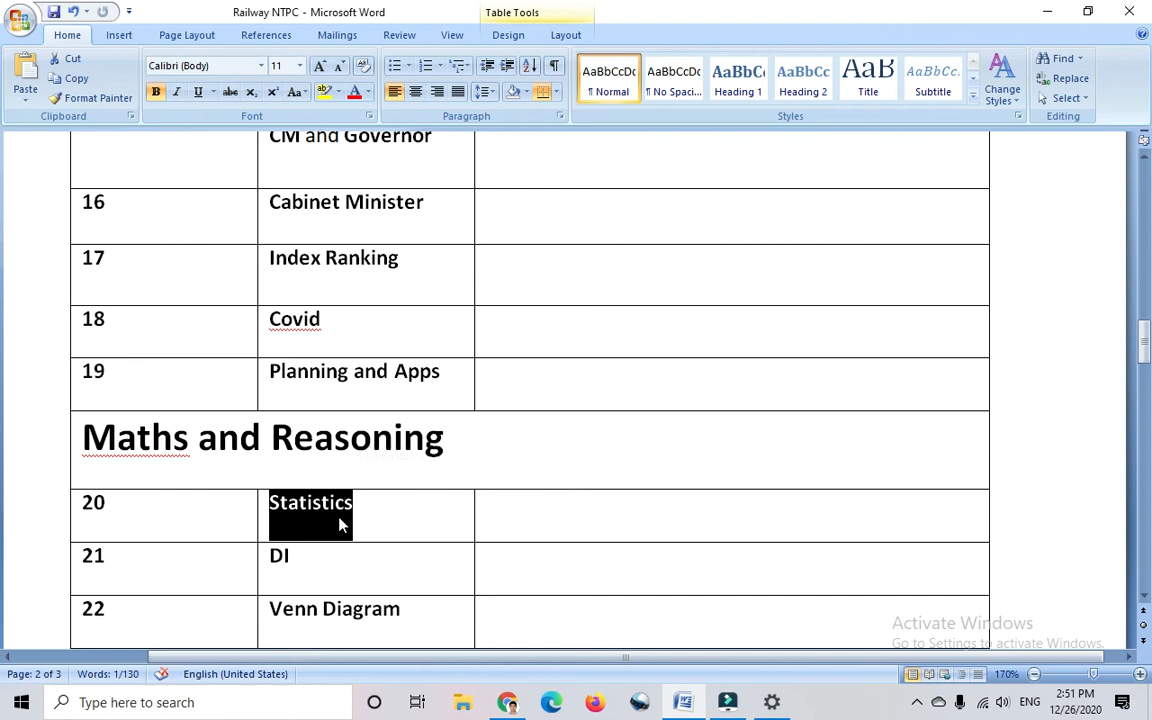 Railway NTPC - Microsoft Word
Table Tools
Home
Insert
Page Layout
References
Mailings
Review
View
Design
Layout
Paste
Cut
Copy
Format Painter
Clipboard
Calibri (Body)
11
Font
Paragraph
AaBbCcDc
¶ Normal
AaBbCcDc
¶ No Spaci...
AaBbC
Heading 1
AaBbCc
Heading 2
AaB
Title
AaBbCc.
Subtitle
Change
Styles
Styles
Find
Replace
Select
Editing
CM and Governor
16
Cabinet Minister
17
Index Ranking
18
Covid
19
Planning and Apps
Maths and Reasoning
20
Statistics
21
DI
22
Venn Diagram
Activate Windows
Go to Settings to activate Windows.
Page: 2 of 3
Words: 1/130
English (United States)
170%
Type here to search
ENG
2:51 PM
12/26/2020